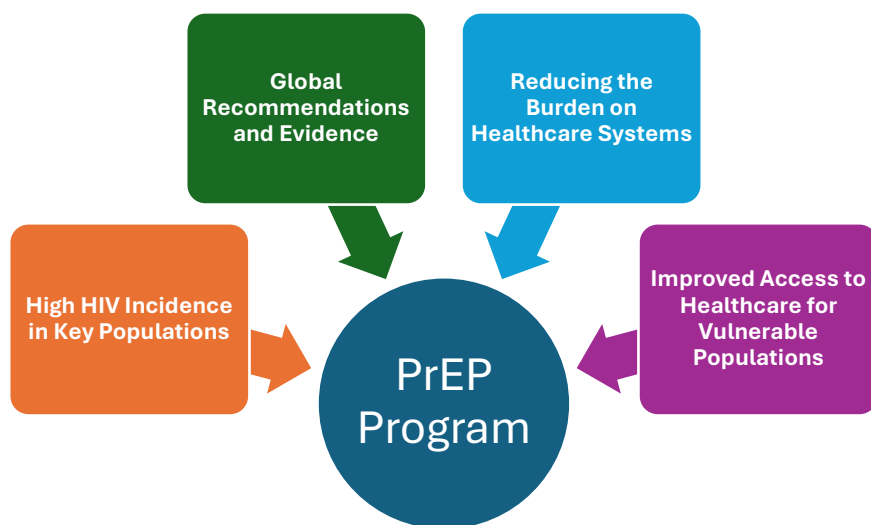 Global
Recommendations
and Evidence
Reducing the
Burden on
Healthcare Systems
High HIV Incidence
in Key Populations
Improved Access to
Healthcare for
Vulnerable
Populations
PrEP
Program